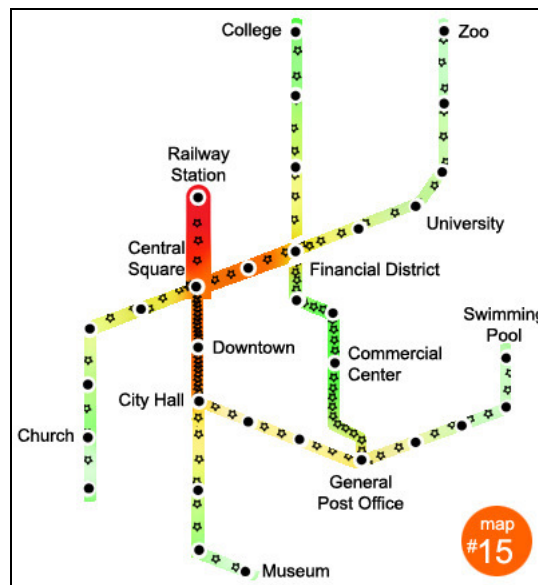 College
Zoo
Railway
Station
University
Central
Square
Financial District
Swimming
Pool
Downtown
Commercial
Center
City Hall
Church
General
Post Office
Museum
map
#15